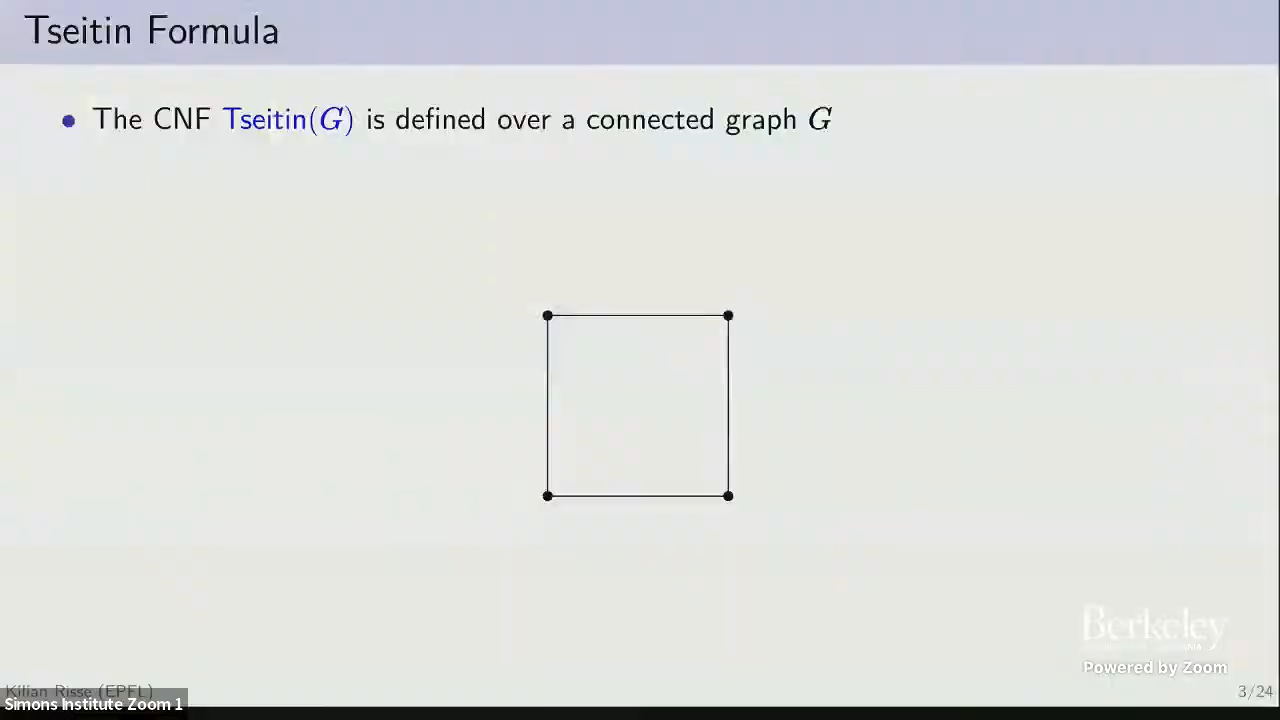 Tseitin Formula
• The CNF Tseitin(G) is defined over a connected graph G
Berkeley
Powered by Zoom
Kilian Risse (EPFL)
3/24
Simons Institute Zoom 1